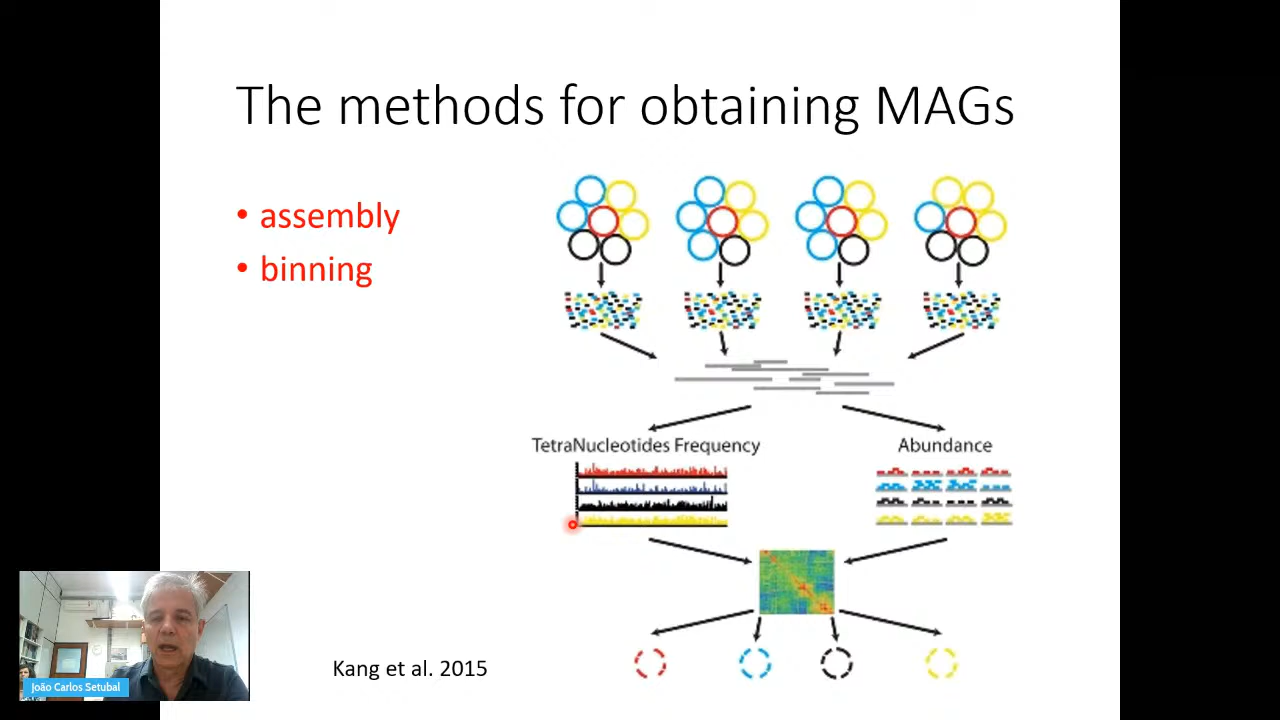 The methods for obtaining MAGs
• assembly
• binning
TetraNucleotides Frequency
Abundance
Kang et al. 2015
João Carlos Setubal